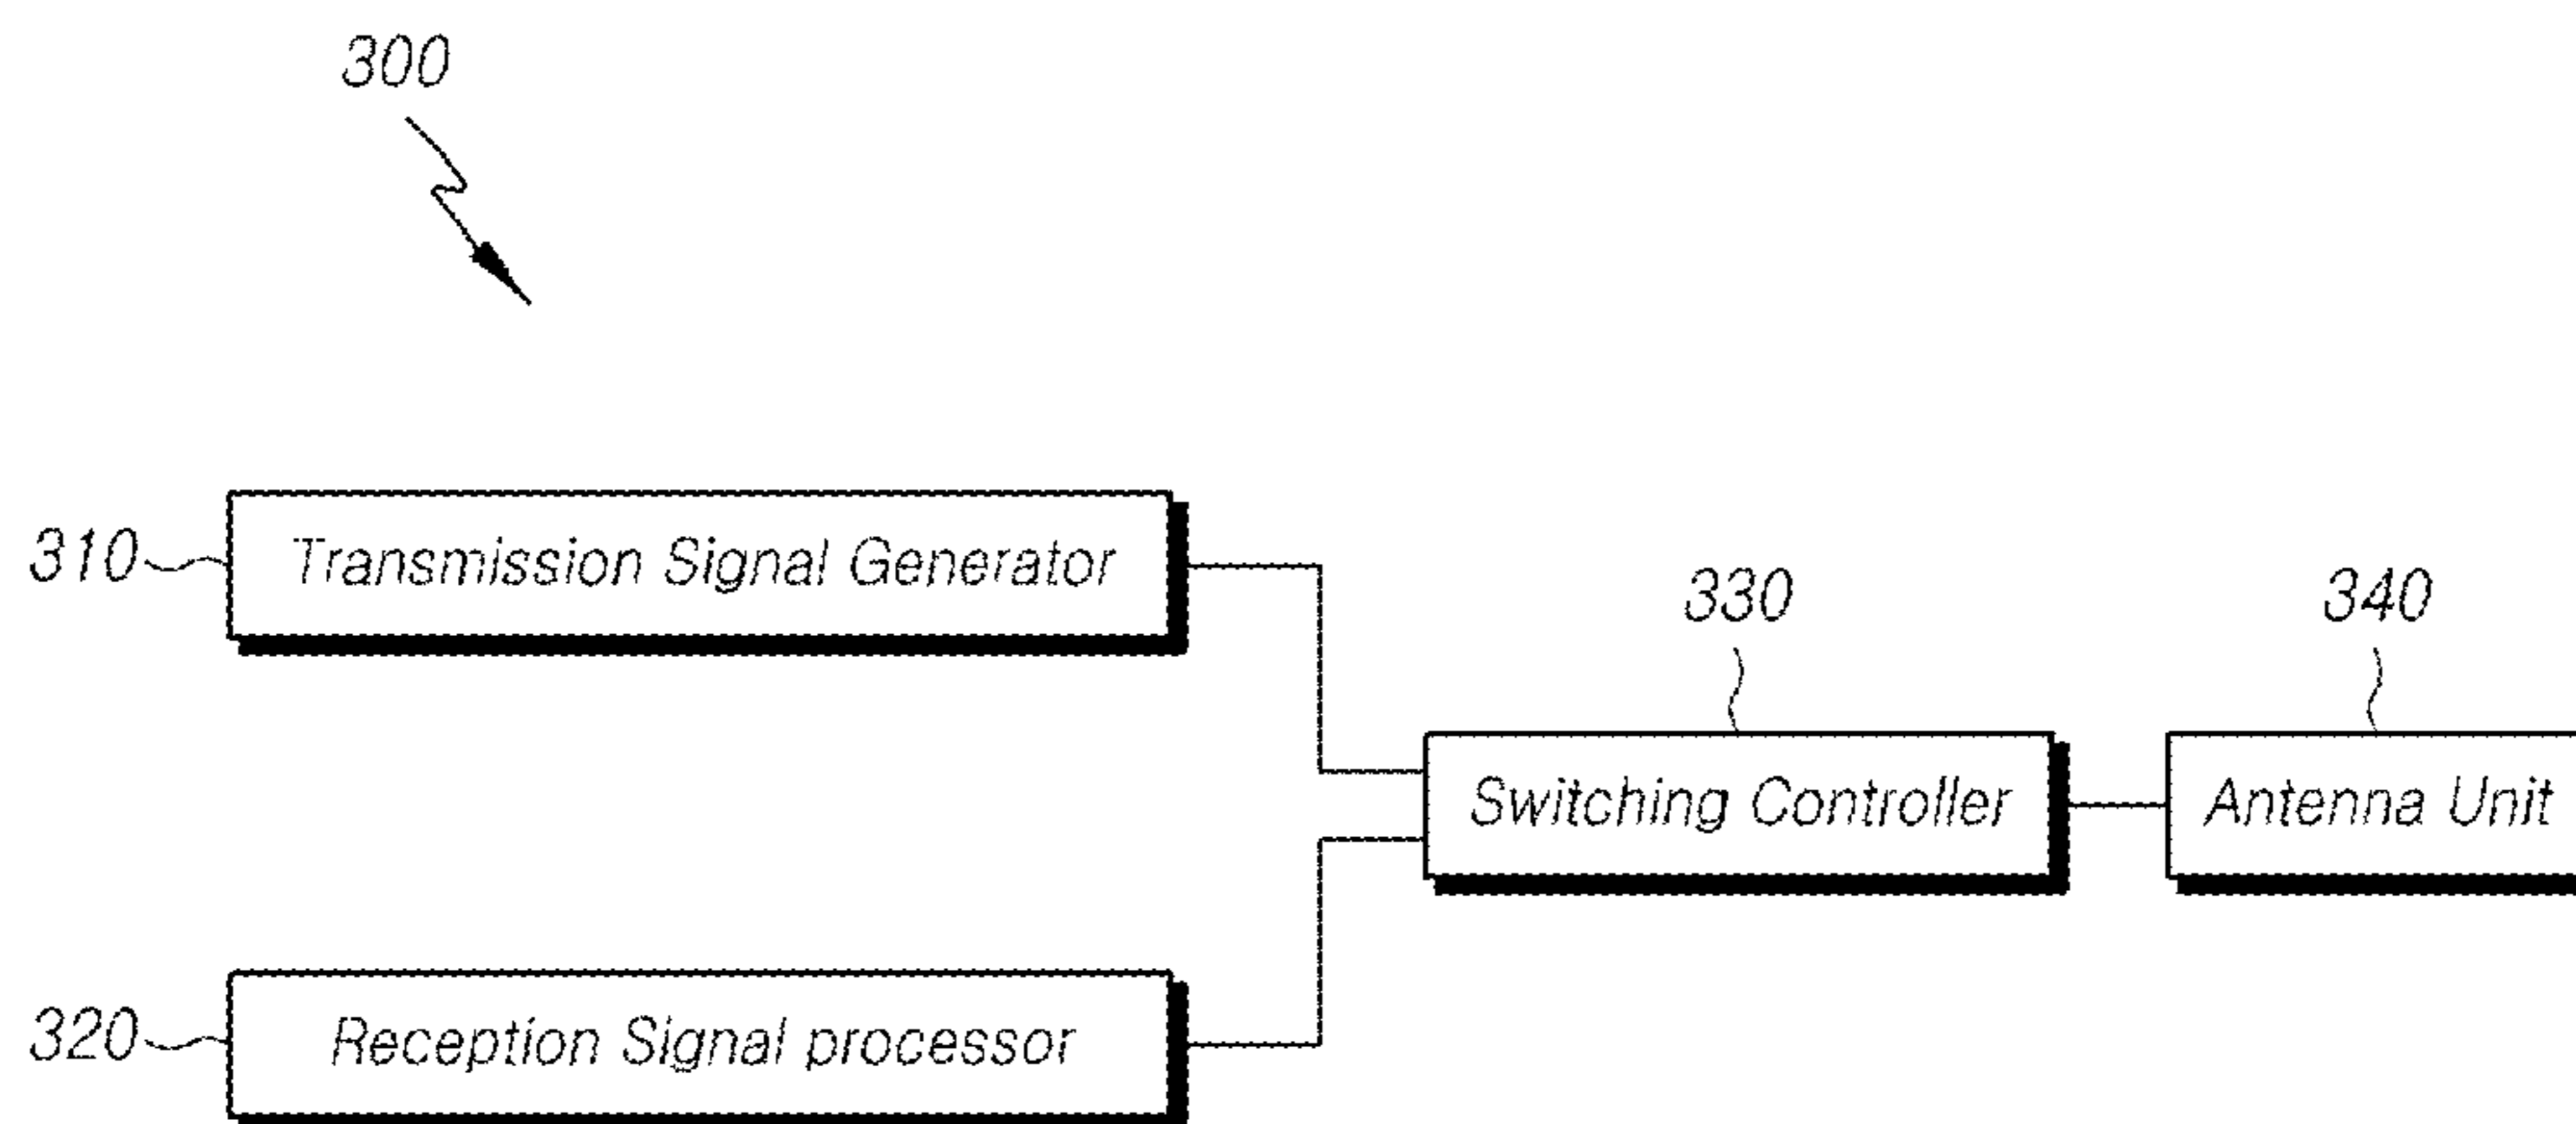 300
310 Transmission Signal Generator
330
340
Switching Controller
Antenna Unit
320 Reception Signal processor